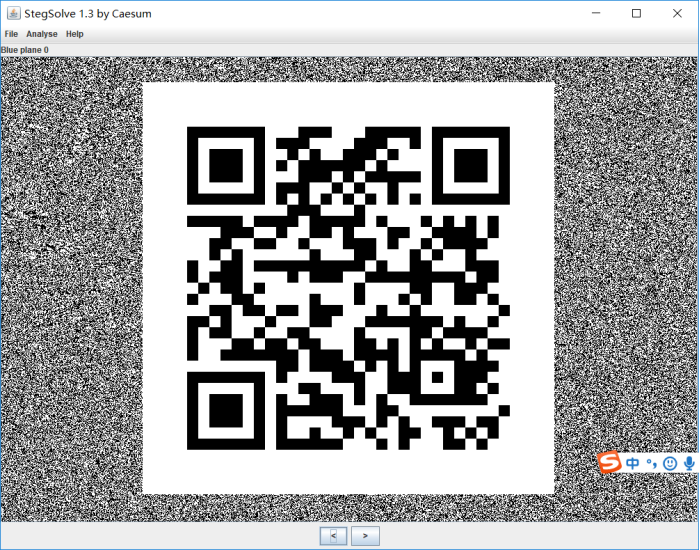 StegSolve 1.3 by Caesum
File Analyse Help
Blue plane 0
S 中
< >